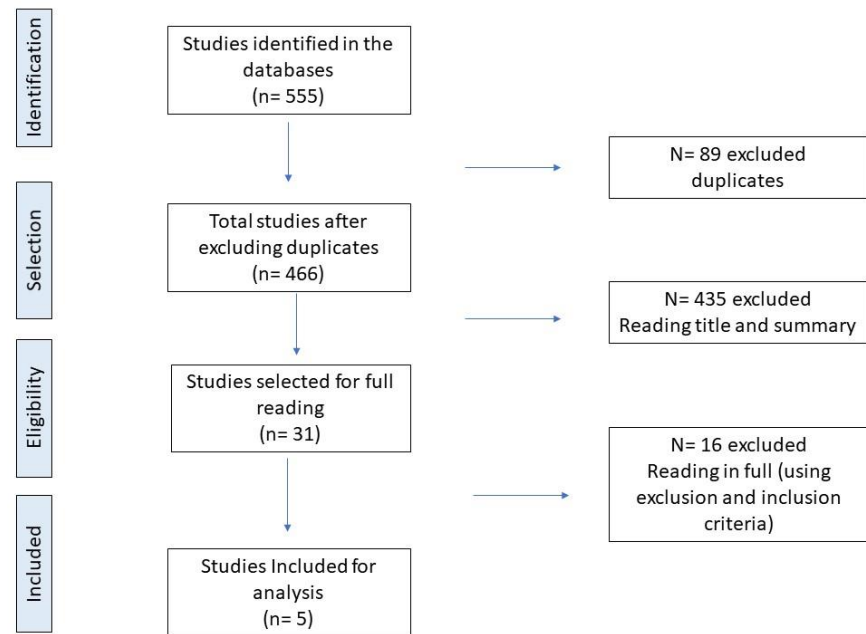 Identification
Studies identified in the
databases
(n= 555)
N= 89 excluded
duplicates
Selection
Total studies after
excluding duplicates
(n= 466)
N= 435 excluded
Reading title and summary
Eligibility
Studies selected for full
reading
(n= 31)
N= 16 excluded
Reading in full (using
exclusion and inclusion
criteria)
Included
Studies Included for
analysis
(n= 5)